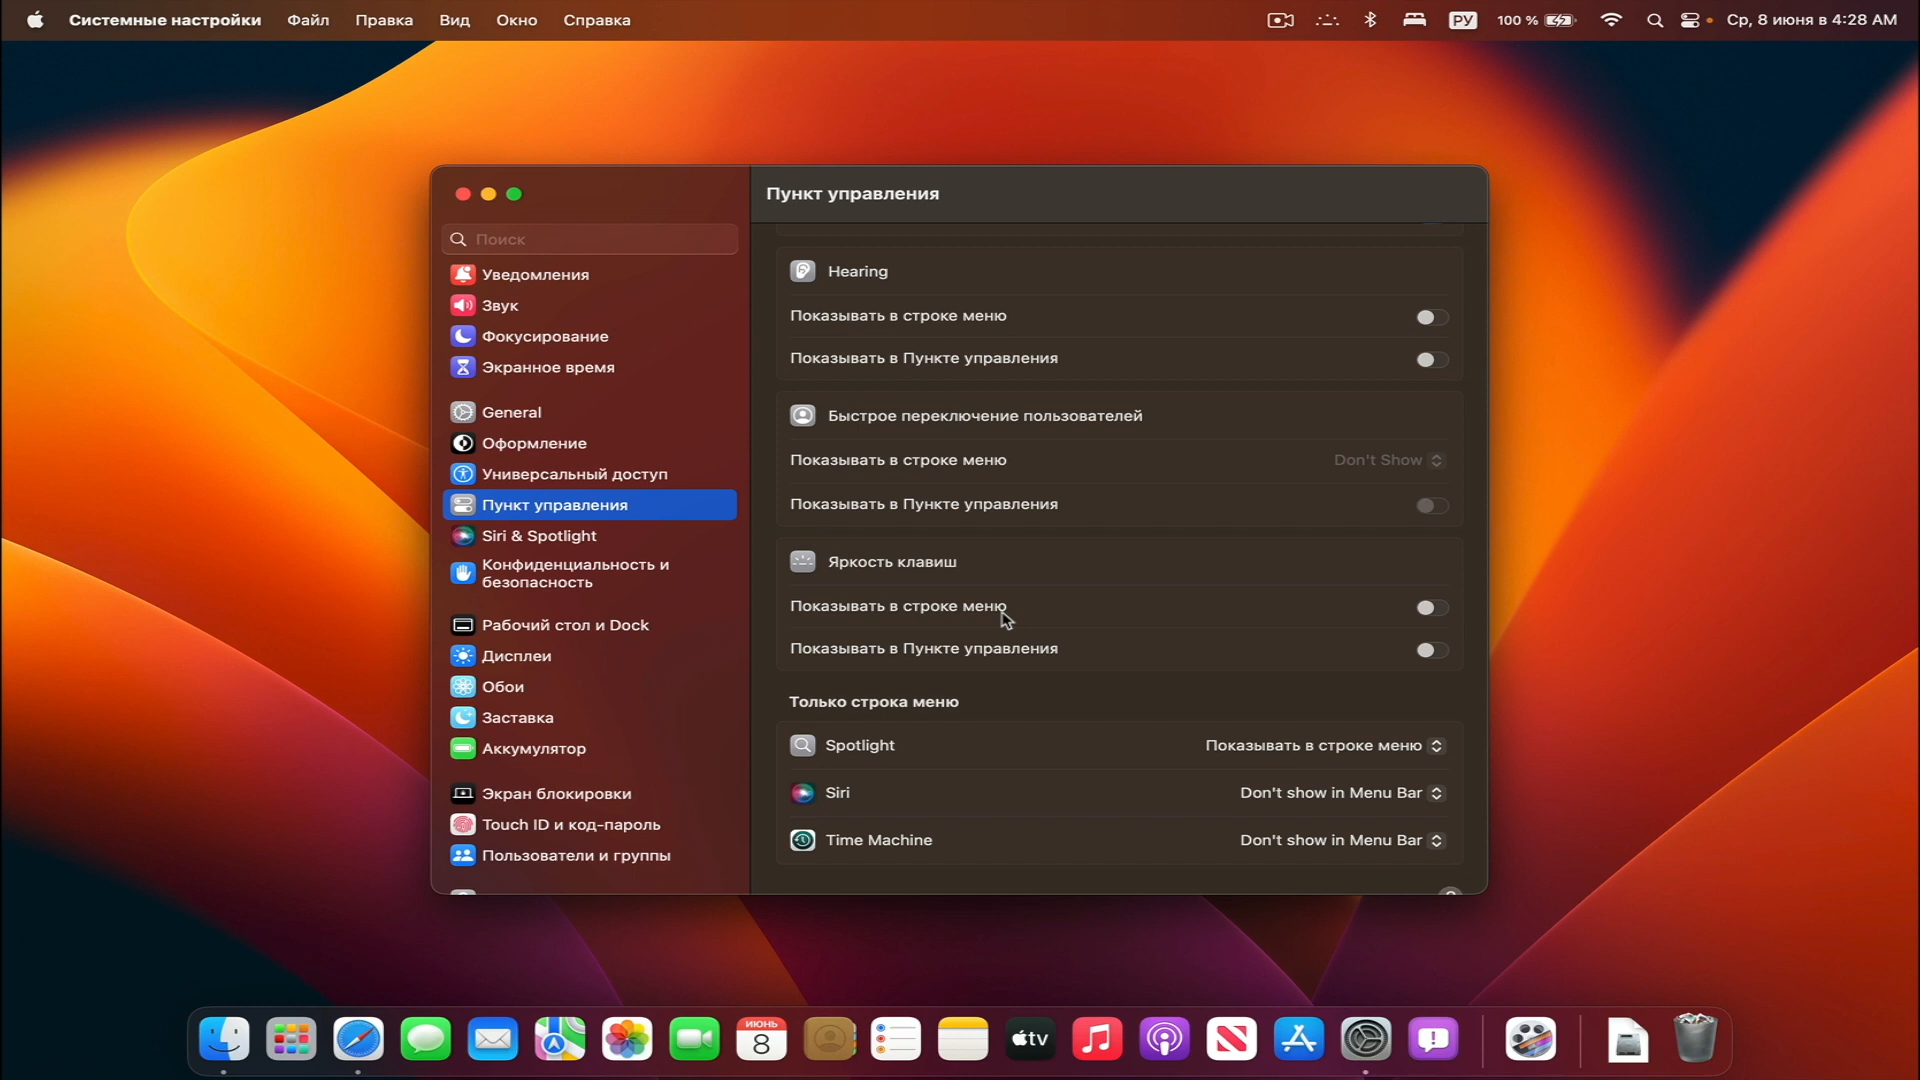 Системные настройки Файл Правка Вид Окно Справка РУ 100 % Ср, 8 июня в 4:28 AM
Пункт управления
Поиск
Уведомления
Звук
Фокусирование
Экранное время
General
Оформление
Универсальный доступ
Пункт управления
Siri & Spotlight
Конфиденциальность и
безопасность
Рабочий стол и Dock
Дисплеи
Обои
Заставка
Аккумулятор
Экран блокировки
Touch ID и код-пароль
Пользователи и группы
Hearing
Показывать в строке меню
Показывать в Пункте управления
Быстрое переключение пользователей
Показывать в строке меню Don't Show
Показывать в Пункте управления
Яркость клавиш
Показывать в строке меню
Показывать в Пункте управления
Только строка меню
Spotlight Показывать в строке меню
Siri Don't show in Menu Bar
Time Machine Don't show in Menu Bar
ИЮНЬ
8
tv